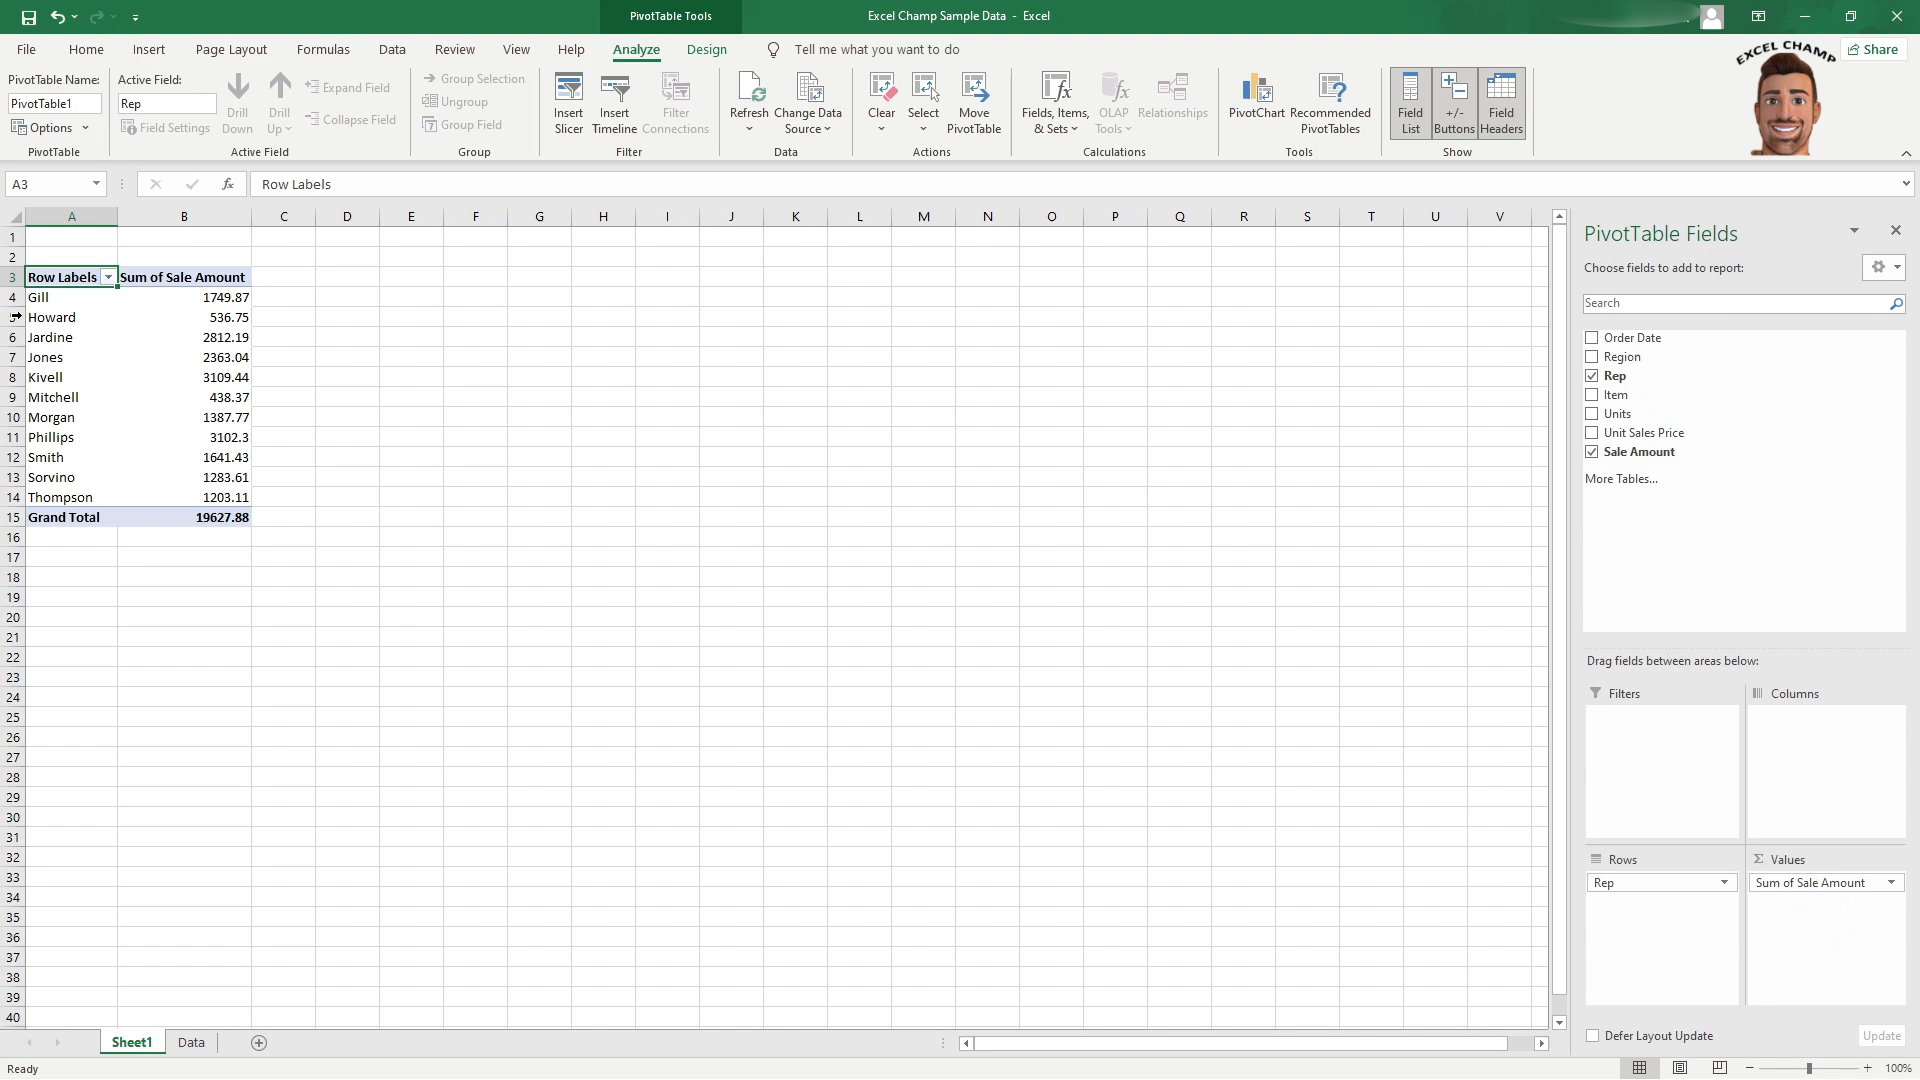 PivotTable Tools
Excel Champ Sample Data - Excel
File Home Insert Page Layout Formulas Data Review View Help Analyze Design Tell me what you want to do
EXCEL CHAMP
Share
PivotTable Name:
PivotTable1
Options
PivotTable
Active Field:
Rep
Field Settings
Drill Down
Drill Up
Expand Field
Collapse Field
Active Field
Group Selection
Ungroup
Group Field
Group
Insert Slicer
Insert Timeline
Filter Connections
Filter
Refresh
Change Data Source
Data
Clear
Select
Move PivotTable
Actions
Fields, Items, & Sets
OLAP Tools
Relationships
Calculations
PivotChart
Recommended PivotTables
Tools
Field List
+/- Buttons
Field Headers
Show
A3 fx Row Labels
A B C D E F G H I J K L M N O P Q R S T U V
1
2
3 Row Labels Sum of Sale Amount
4 Gill 1749.87
5 Howard 536.75
6 Jardine 2812.19
7 Jones 2363.04
8 Kivell 3109.44
9 Mitchell 438.37
10 Morgan 1387.77
11 Phillips 3102.3
12 Smith 1641.43
13 Sorvino 1283.61
14 Thompson 1203.11
15 Grand Total 19627.88
16
17
18
19
20
21
22
23
24
25
26
27
28
29
30
31
32
33
34
35
36
37
38
39
40
PivotTable Fields
Choose fields to add to report:
Search
Order Date
Region
Rep
Item
Units
Unit Sales Price
Sale Amount
More Tables...
Drag fields between areas below:
Filters Columns
Rows Σ Values
Rep Sum of Sale Amount
Defer Layout Update Update
Sheet1 Data
Ready
100%